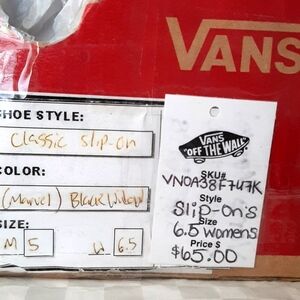 VANS
SHOE STYLE:
Classic Slip-on
COLOR:
(Marvel) Black Widow
SIZE:
M 5 W 6.5
VANS
"OFF THE WALL"
SKU#
VN0A38F7U7K
Style
Slip-on's
Size
6.5 womens
Price $
$65.00